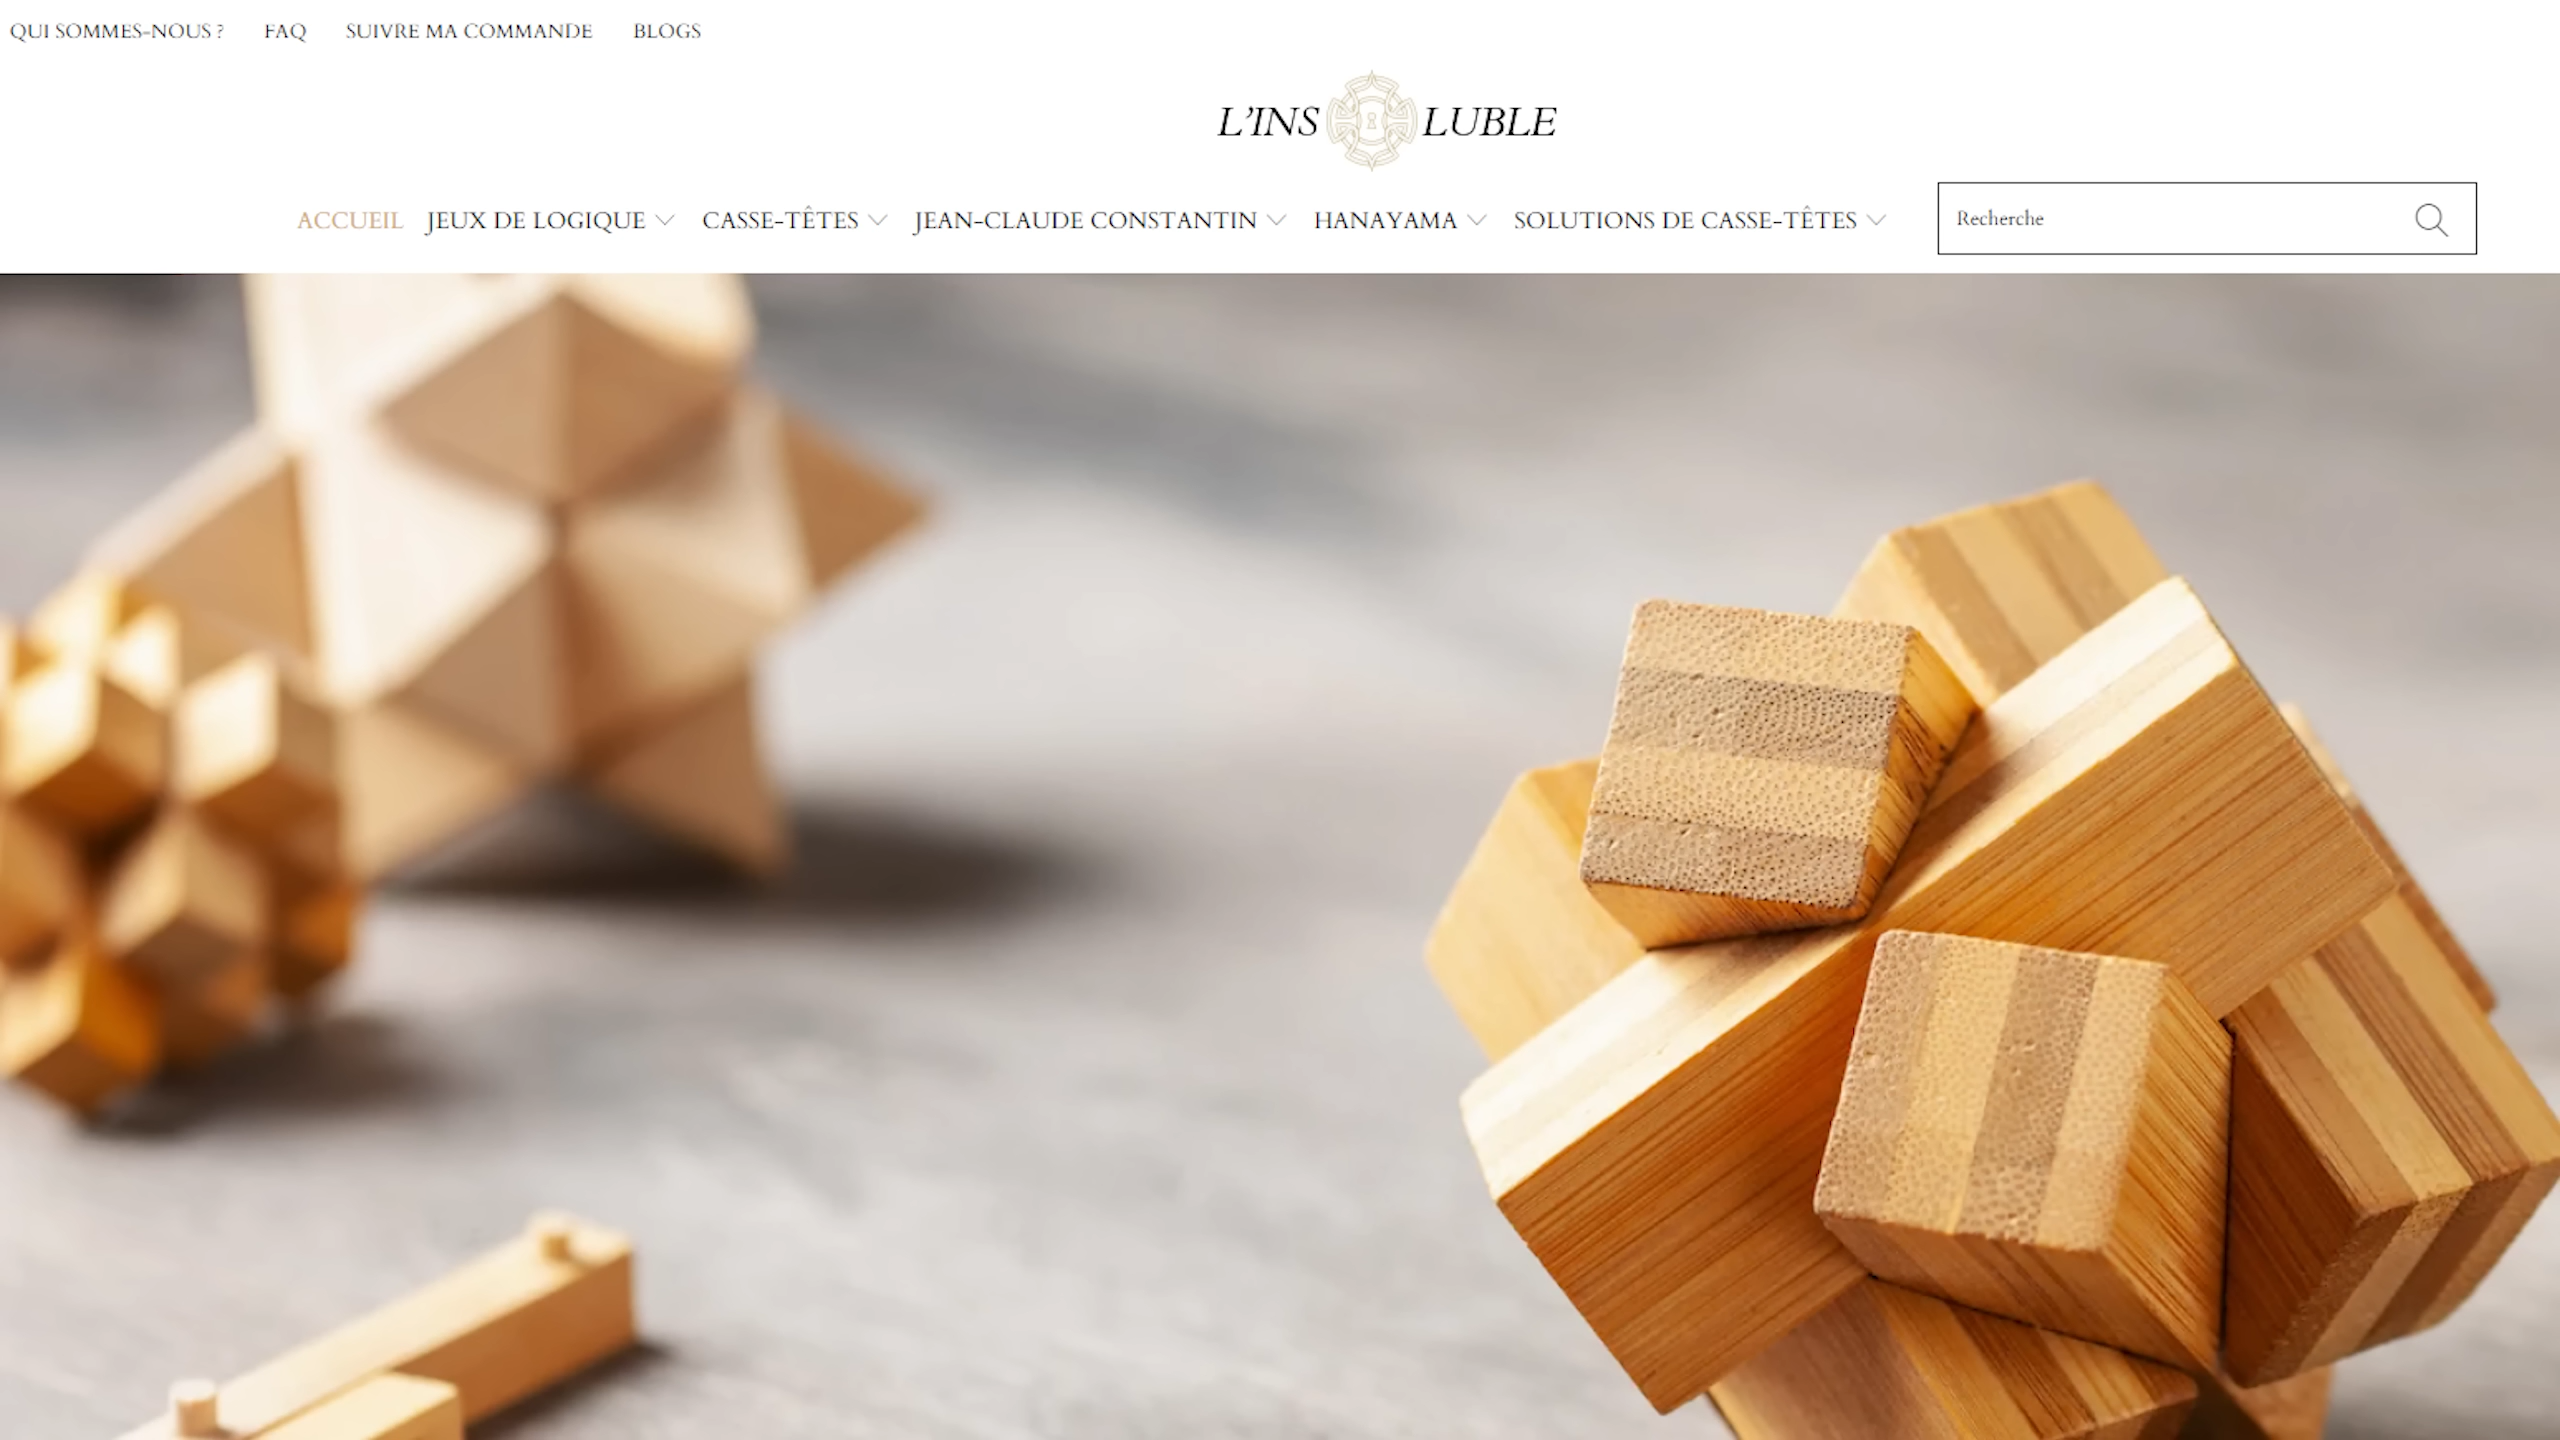 QUI SOMMES-NOUS ? FAQ SUIVRE MA COMMANDE BLOGS
L'INS LUBLE
ACCUEIL JEUX DE LOGIQUE CASSE-TÊTES JEAN-CLAUDE CONSTANTIN HANAYAMA SOLUTIONS DE CASSE-TÊTES Recherche